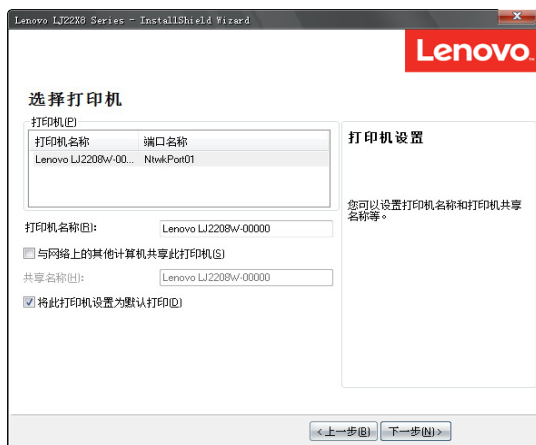 Lenovo LJ22X8 Series - InstallShield Wizard
Lenovo
选择打印机
打印机(P)
打印机名称 端口名称
Lenovo LJ2208W-00... NtwkPort01
打印机名称(R): Lenovo LJ2208W-00000
与网络上的其他计算机共享此打印机(S)
共享名称(H): Lenovo LJ2208W-00000
将此打印机设置为默认打印(D)
打印机设置
您可以设置打印机名称和打印机共享
名称等。
<上一步(B) 下一步(N)>